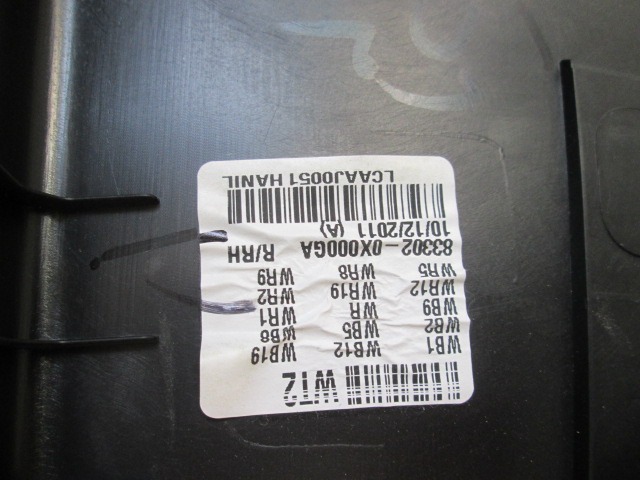 WT2
WB1 WB12 WB19
WB2 WB5 WB8
WB9 WR WR1
WR12 WR19 WR2
WR5 WR8 WR9
83302-0X000GA R/RH
10/12/2011 (A)
LCAAJ0051 HANIL